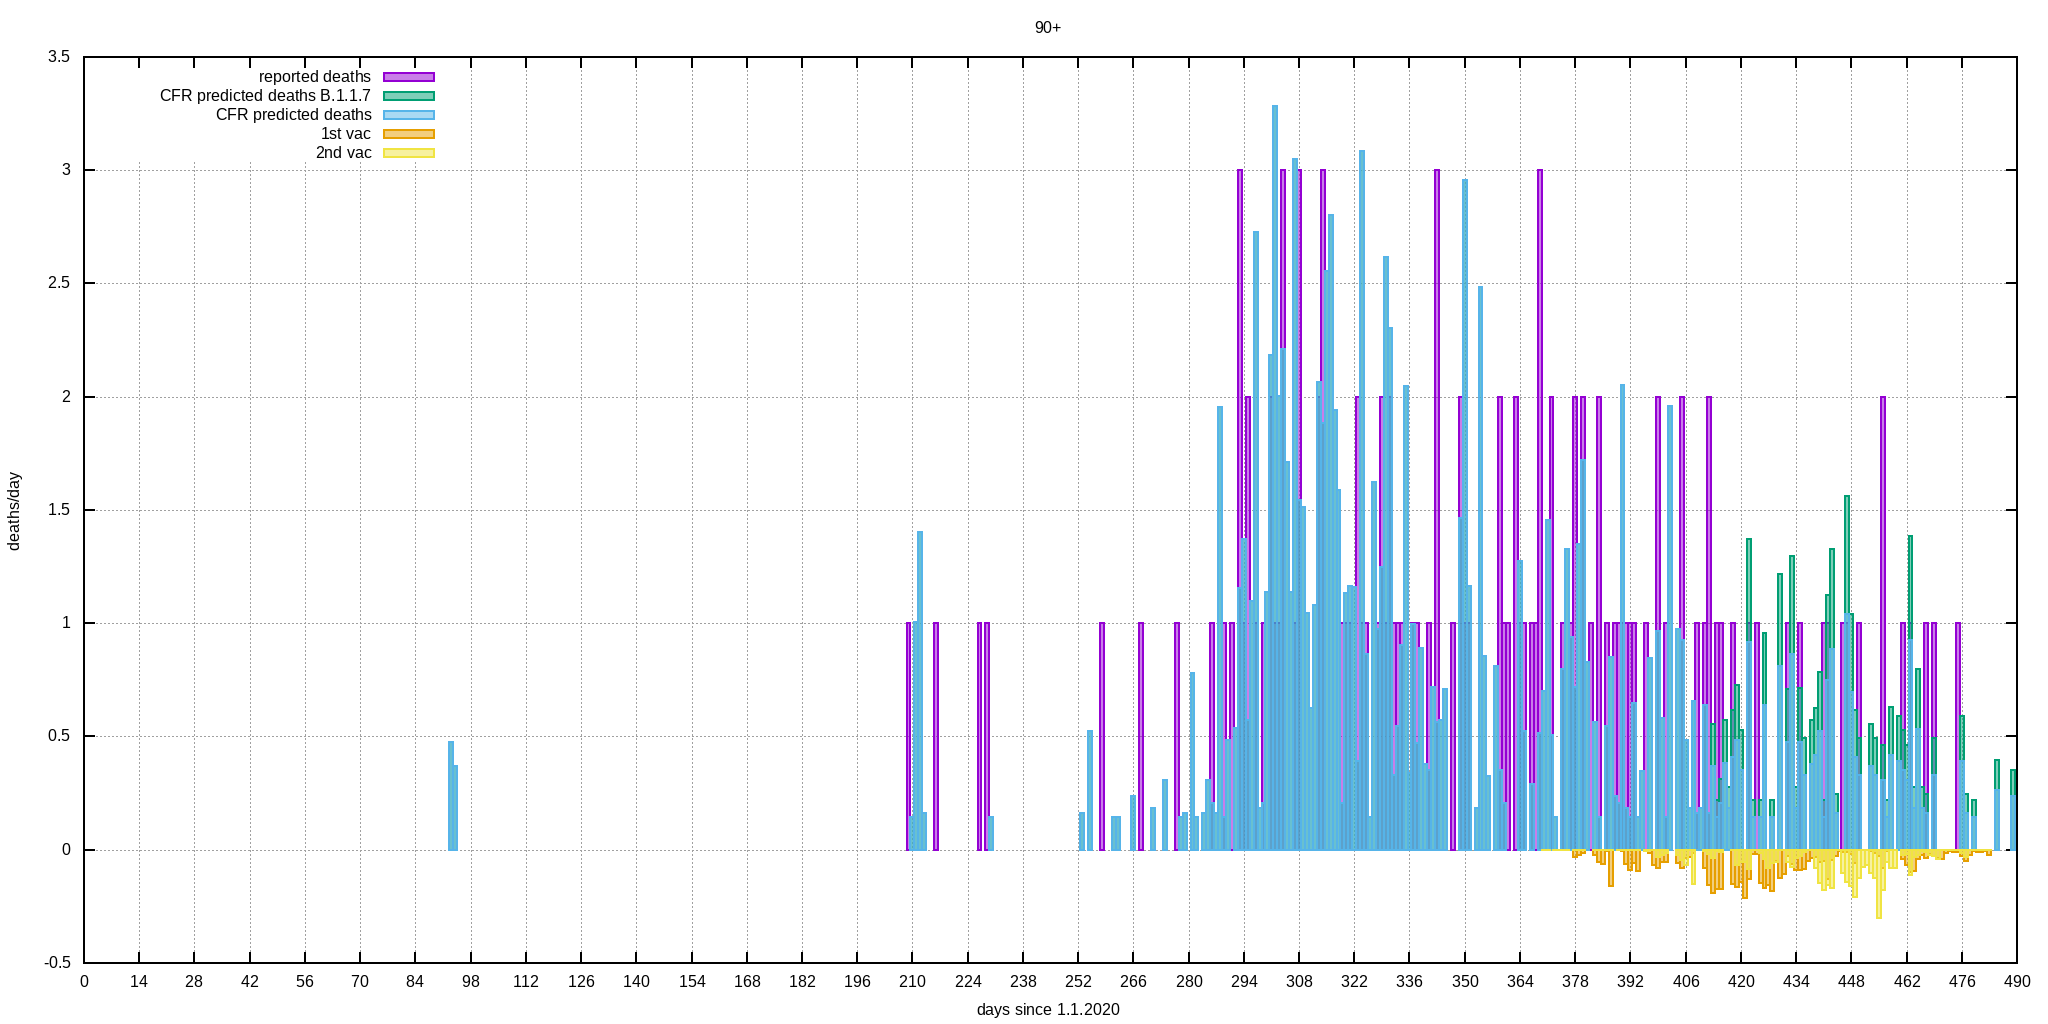 90+
3.5
3
2.5
2
1.5
1
0.5
0
-0.5
deaths/day
reported deaths
CFR predicted deaths B.1.1.7
CFR predicted deaths
1st vac
2nd vac
0 14 28 42 56 70 84 98 112 126 140 154 168 182 196 210 224 238 252 266 280 294 308 322 336 350 364 378 392 406 420 434 448 462 476 490
days since 1.1.2020